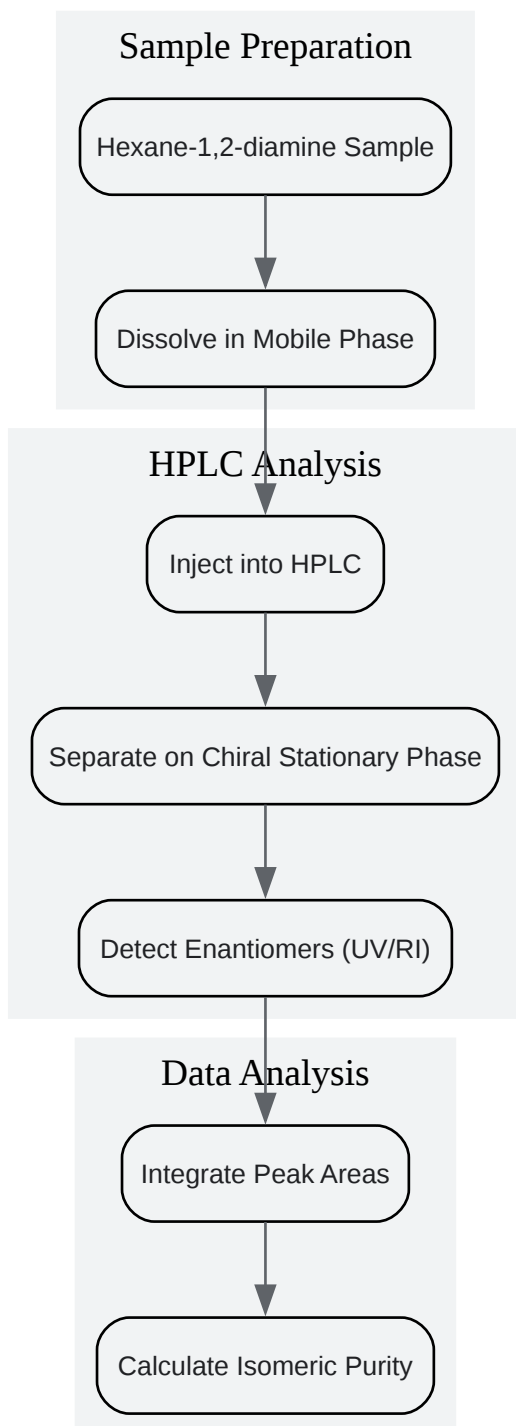 Sample Preparation
Hexane-1,2-diamine Sample
Dissolve in Mobile Phase
HPLC Analysis
Inject into HPLC
Separate on Chiral Stationary Phase
Detect Enantiomers (UV/RI)
Data Analysis
Integrate Peak Areas
Calculate Isomeric Purity